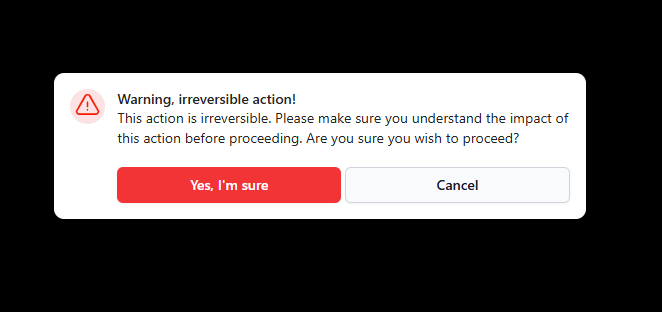 Warning, irreversible action!
This action is irreversible. Please make sure you understand the impact of
this action before proceeding. Are you sure you wish to proceed?
Yes, I'm sure
Cancel